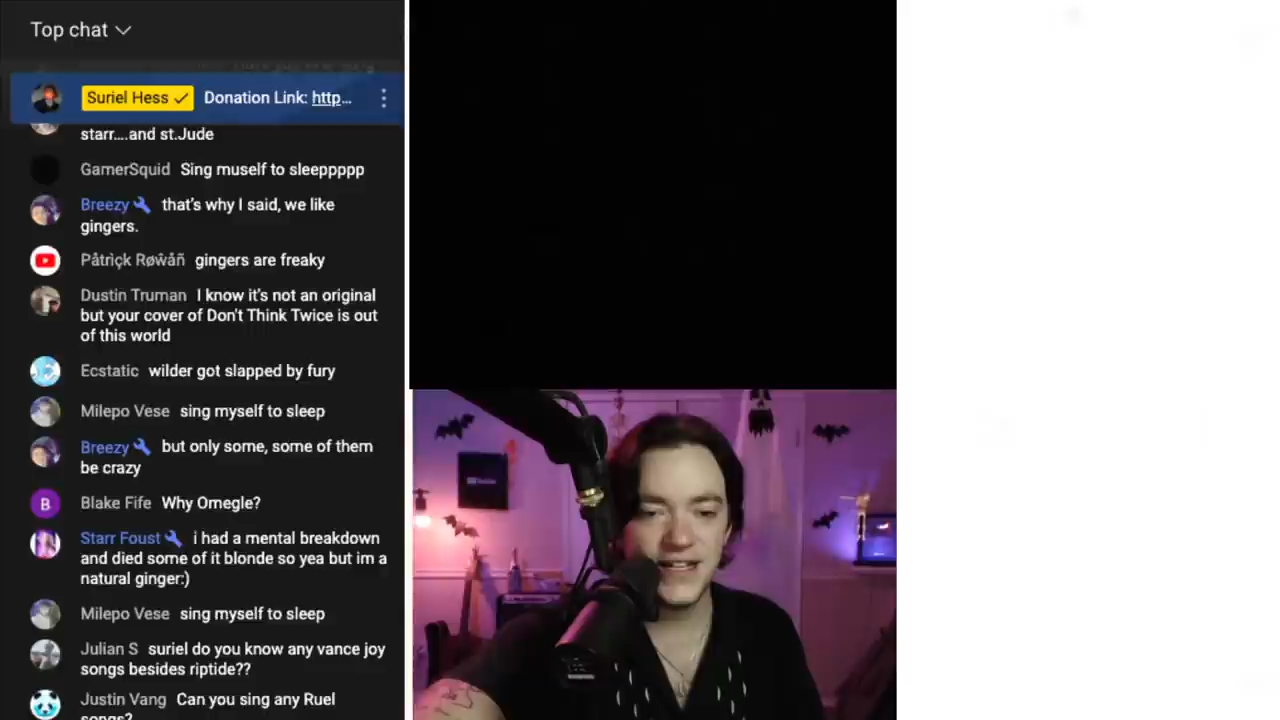 Top chat
Suriel Hess Donation Link: http...
starr....and st.Jude
GamerSquid Sing muself to sleeppppp
Breezy that's why I said, we like
gingers.
Påtrìçk Røŵåñ gingers are freaky
Dustin Truman I know it's not an original
but your cover of Don't Think Twice is out
of this world
Ecstatic wilder got slapped by fury
Milepo Vese sing myself to sleep
Breezy but only some, some of them
be crazy
B Blake Fife Why Omegle?
Starr Foust i had a mental breakdown
and died some of it blonde so yea but im a
natural ginger:)
Milepo Vese sing myself to sleep
Julian S suriel do you know any vance joy
songs besides riptide??
Justin Vang Can you sing any Ruel
songs?